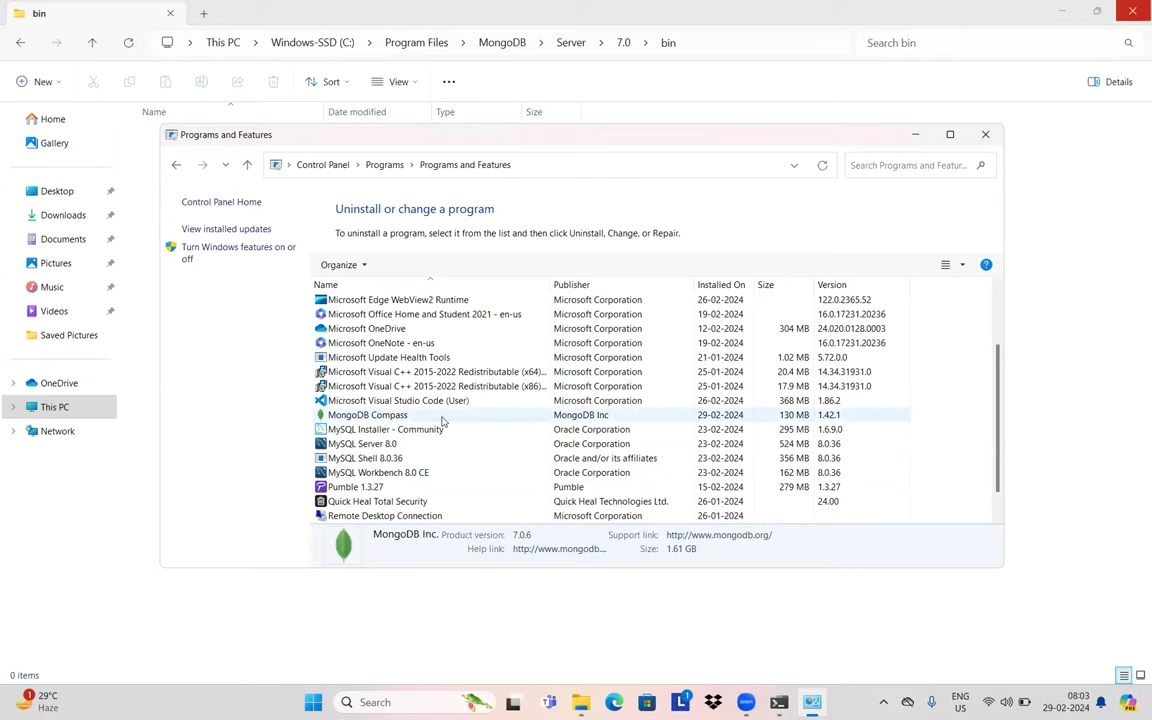 bin
This PC > Windows-SSD (C:) > Program Files > MongoDB > Server > 7.0 > bin
Search bin
New
Sort
View
Details
Name Date modified Type Size
Home
Gallery
Desktop
Downloads
Documents
Pictures
Music
Videos
Saved Pictures
OneDrive
This PC
Network
Programs and Features
Control Panel > Programs > Programs and Features
Search Programs and Featur...
Control Panel Home
View installed updates
Turn Windows features on or
off
Uninstall or change a program
To uninstall a program, select it from the list and then click Uninstall, Change, or Repair.
Organize
Name Publisher Installed On Size Version
Microsoft Edge WebView2 Runtime Microsoft Corporation 26-02-2024 122.0.2365.52
Microsoft Office Home and Student 2021 - en-us Microsoft Corporation 19-02-2024 16.0.17231.20236
Microsoft OneDrive Microsoft Corporation 12-02-2024 304 MB 24.020.0128.0003
Microsoft OneNote - en-us Microsoft Corporation 19-02-2024 16.0.17231.20236
Microsoft Update Health Tools Microsoft Corporation 21-01-2024 1.02 MB 5.72.0.0
Microsoft Visual C++ 2015-2022 Redistributable (x64)... Microsoft Corporation 25-01-2024 20.4 MB 14.34.31931.0
Microsoft Visual C++ 2015-2022 Redistributable (x86)... Microsoft Corporation 25-01-2024 17.9 MB 14.34.31931.0
Microsoft Visual Studio Code (User) Microsoft Corporation 26-02-2024 368 MB 1.86.2
MongoDB Compass MongoDB Inc 29-02-2024 130 MB 1.42.1
MySQL Installer - Community Oracle Corporation 23-02-2024 295 MB 1.6.9.0
MySQL Server 8.0 Oracle Corporation 23-02-2024 524 MB 8.0.36
MySQL Shell 8.0.36 Oracle and/or its affiliates 23-02-2024 356 MB 8.0.36
MySQL Workbench 8.0 CE Oracle Corporation 23-02-2024 162 MB 8.0.36
Pumble 1.3.27 Pumble 15-02-2024 279 MB 1.3.27
Quick Heal Total Security Quick Heal Technologies Ltd. 26-01-2024 24.00
Remote Desktop Connection Microsoft Corporation 26-01-2024
MongoDB Inc. Product version: 7.0.6 Support link: http://www.mongodb.org/
Help link: http://www.mongodb... Size: 1.61 GB
0 items
1
29°C
Haze
Search
L 1
zoom
ENG
US
08:03
29-02-2024
PRE